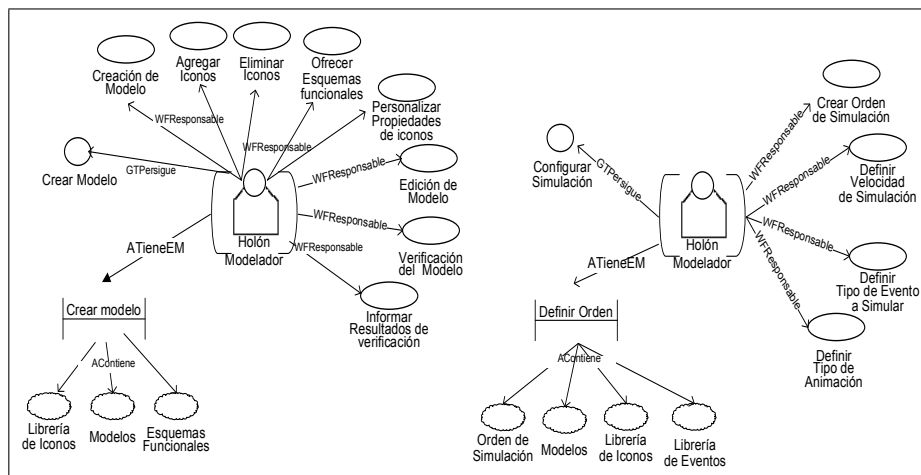 Creación de
Modelo
Agregar
Iconos
Eliminar
Iconos
Ofrecer
Esquemas
funcionales
Personalizar
Propiedades
de iconos
WFResponsable
WFResponsable
Crear Modelo
GTPersigue
WFResponsable
Edición de
Modelo
WFResponsable
Verificación
del Modelo
WFResponsable
Informar
Resultados de
verificación
Holón
Modelador
ATieneEM
Crear modelo
AContiene
Librería
de Iconos
Modelos
Esquemas
Funcionales
Configurar
Simulación
GTPersigue
WFResponsable
Crear Orden
de Simulación
WFResponsable
Definir
Velocidad
de Simulación
WFResponsable
Definir
Tipo de Evento
a Simular
WFResponsable
Definir
Tipo de
Animación
Holón
Modelador
ATieneEM
Definir Orden
AContiene
Orden de
Simulación
Modelos
Librería
de Iconos
Librería
de Eventos